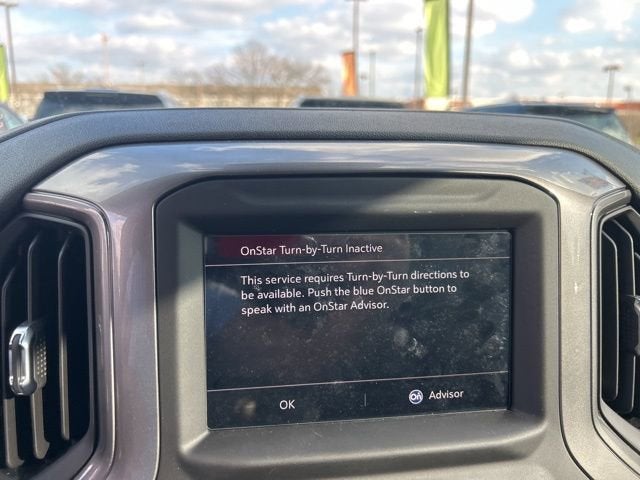 OnStar Turn-by-Turn Inactive
This service requires Turn-by-Turn directions to
be available. Push the blue OnStar button to
speak with an OnStar Advisor.
OK
On Advisor